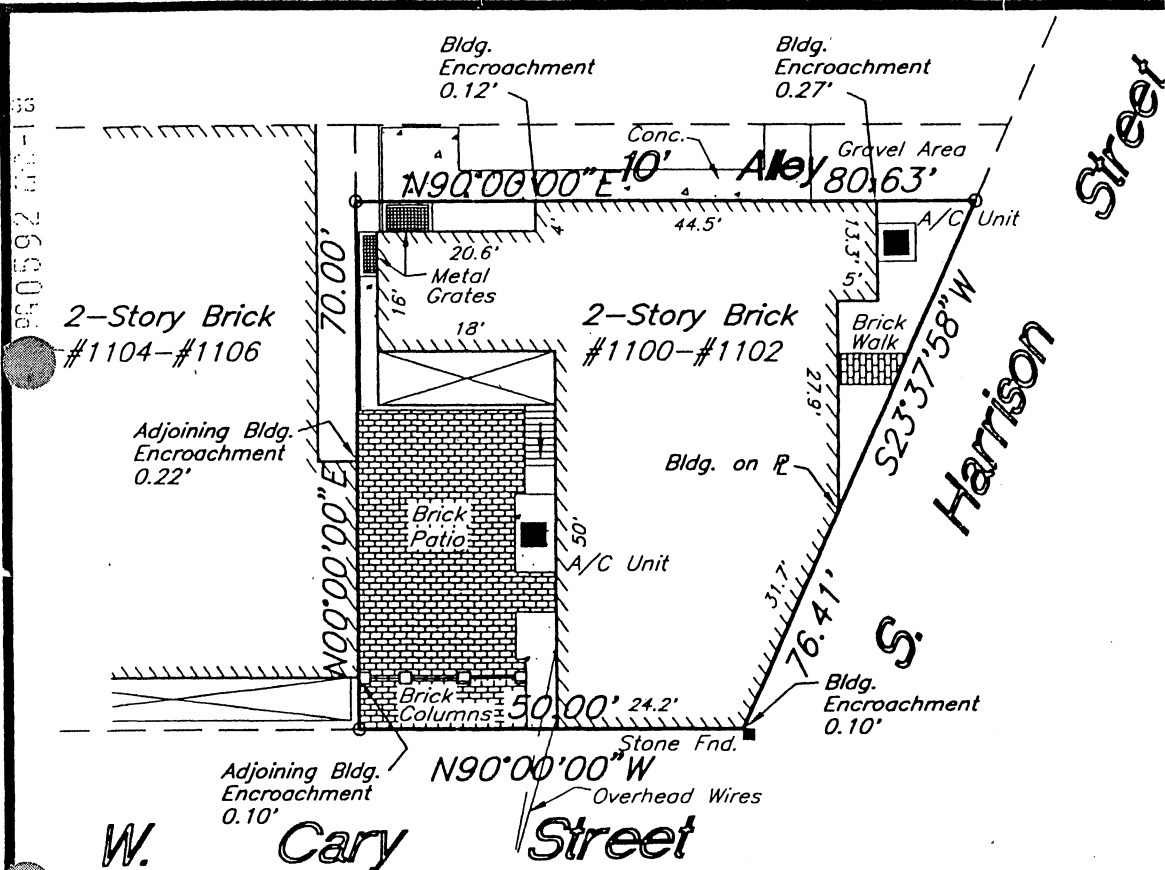 Bldg.
Encroachment
0.12'
Bldg.
Encroachment
0.27'
Street
Conc.
10' Alley
Gravel Area
N90°00'00"E
80.63'
A/C Unit
4'
44.5'
13.3'
5'
20.6'
Metal
Grates
16'
18'
70.00'
2-Story Brick
#1104-#1106
2-Story Brick
#1100-#1102
Brick
Walk
S23°37'58"W
Harrison
27.9'
Adjoining Bldg.
Encroachment
0.22'
Bldg. on PL
Brick
Patio
50'
A/C Unit
N00°00'00"E
31.7'
76.41'
S.
Brick
Columns
50.00'
24.2'
Bldg.
Encroachment
0.10'
Stone Fnd.
N90°00'00"W
Adjoining Bldg.
Encroachment
0.10'
Overhead Wires
W. Cary Street